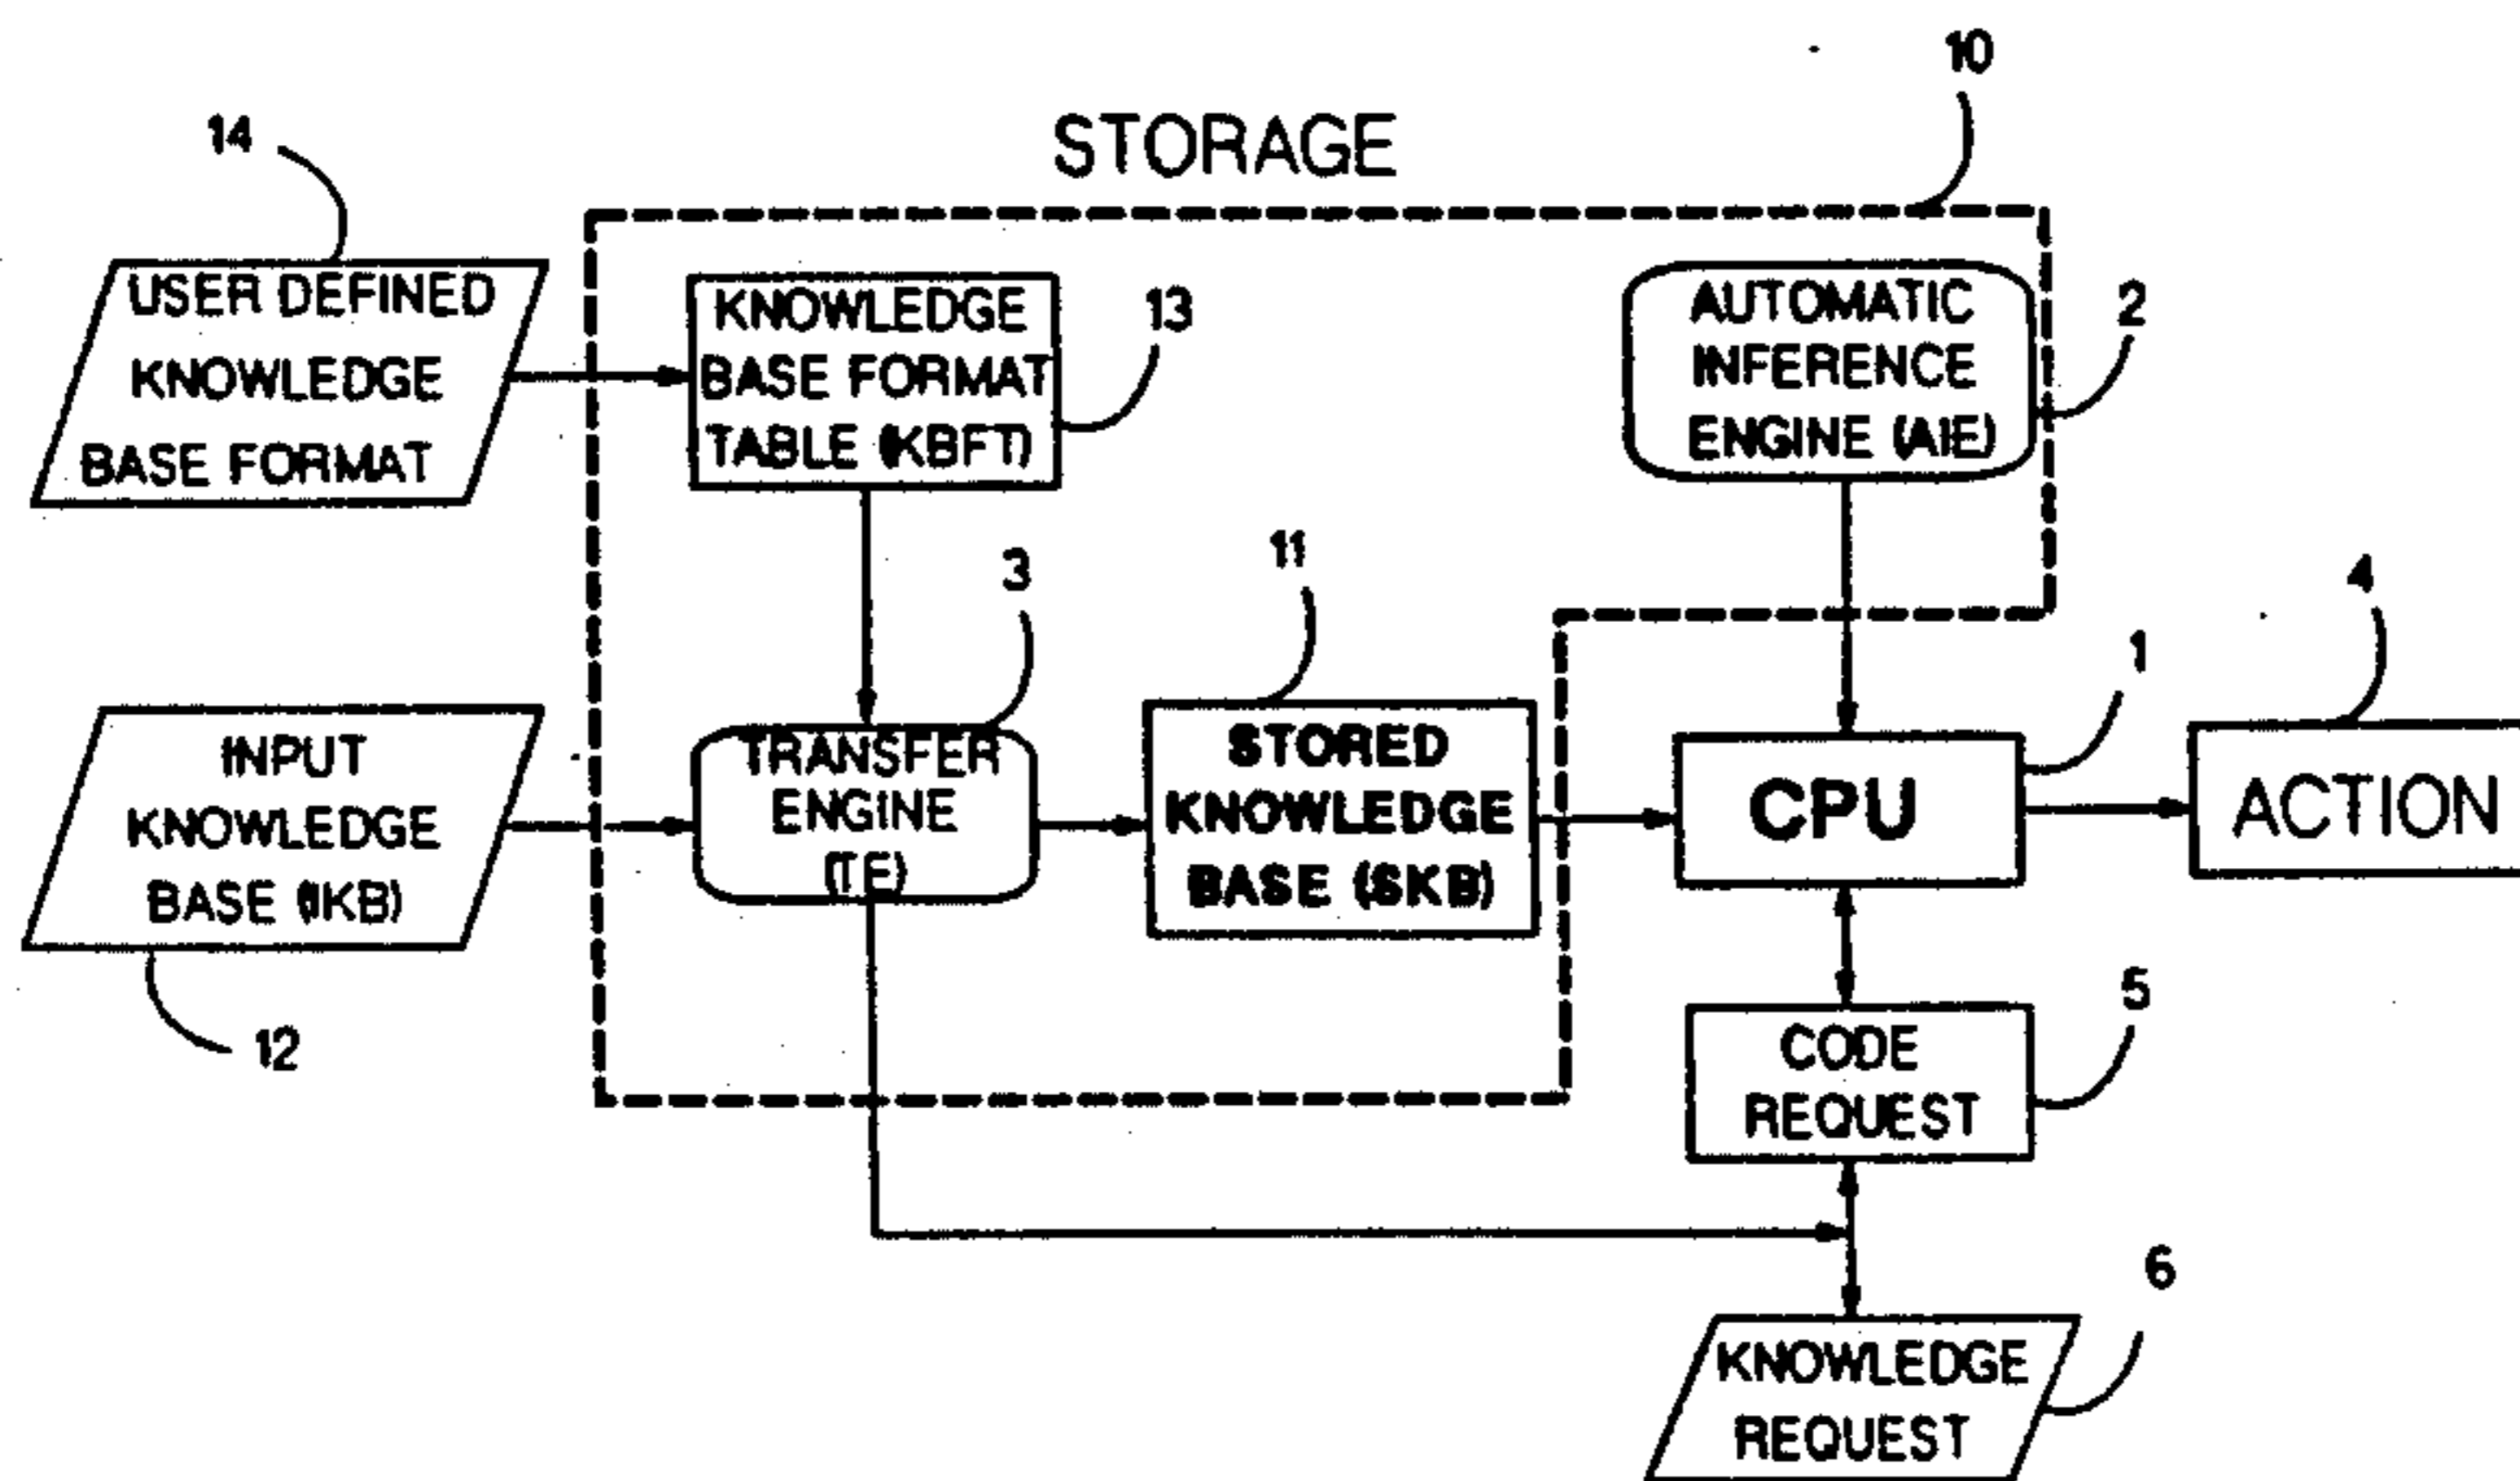 10
STORAGE
14
USER DEFINED
KNOWLEDGE
BASE FORMAT
KNOWLEDGE
BASE FORMAT
TABLE (KBFT)
13
AUTOMATIC
INFERENCE
ENGINE (AIE)
2
3
11
4
1
INPUT
KNOWLEDGE
BASE (IKB)
12
TRANSFER
ENGINE
(TE)
STORED
KNOWLEDGE
BASE (SKB)
CPU
ACTION
CODE
REQUEST
5
6
KNOWLEDGE
REQUEST